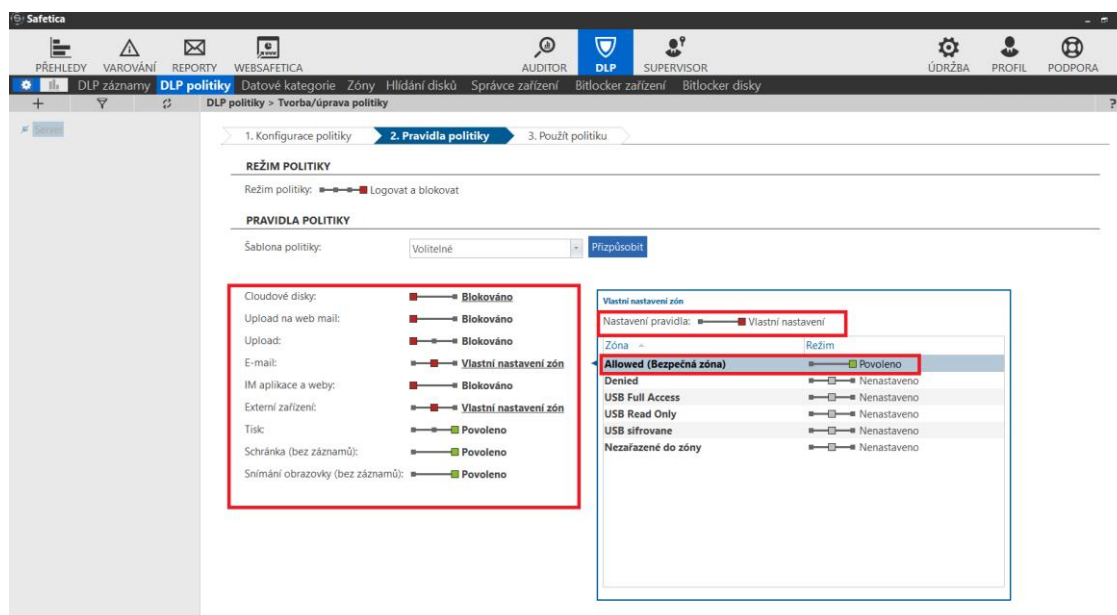 Safetica
PŘEHLEDY VAROVÁNÍ REPORTY WEBSAFETICA AUDITOR DLP SUPERVISOR ÚDRŽBA PROFIL PODPORA
DLP záznamy DLP politiky Datové kategorie Zóny Hlídání disků Správce zařízení Bitlocker zařízení Bitlocker disky
DLP politiky > Tvorba/úprava politiky ?
Server
1. Konfigurace politiky 2. Pravidla politiky 3. Použít politiku
REŽIM POLITIKY
Režim politiky: Logovat a blokovat
PRAVIDLA POLITIKY
Šablona politiky: Volitelné Přizpůsobit
Cloudové disky: Blokováno
Upload na web mail: Blokováno
Upload: Blokováno
E-mail: Vlastní nastavení zón
IM aplikace a weby: Blokováno
Externí zařízení: Vlastní nastavení zón
Tisk: Povoleno
Schránka (bez záznamů): Povoleno
Snímání obrazovky (bez záznamů): Povoleno
Vlastní nastavení zón
Nastavení pravidla: Vlastní nastavení
Zóna Režim
Allowed (Bezpečná zóna) Povoleno
Denied Nenastaveno
USB Full Access Nenastaveno
USB Read Only Nenastaveno
USB sifrovane Nenastaveno
Nezařazené do zóny Nenastaveno